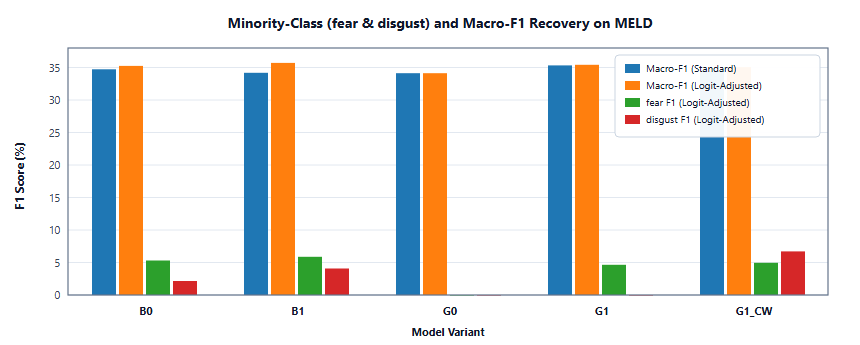 Minority-Class (fear & disgust) and Macro-F1 Recovery on MELD
F1 Score (%)
35
30
25
20
15
10
5
0
Macro-F1 (Standard)
Macro-F1 (Logit-Adjusted)
fear F1 (Logit-Adjusted)
disgust F1 (Logit-Adjusted)
B0 B1 G0 G1 G1_CW
Model Variant